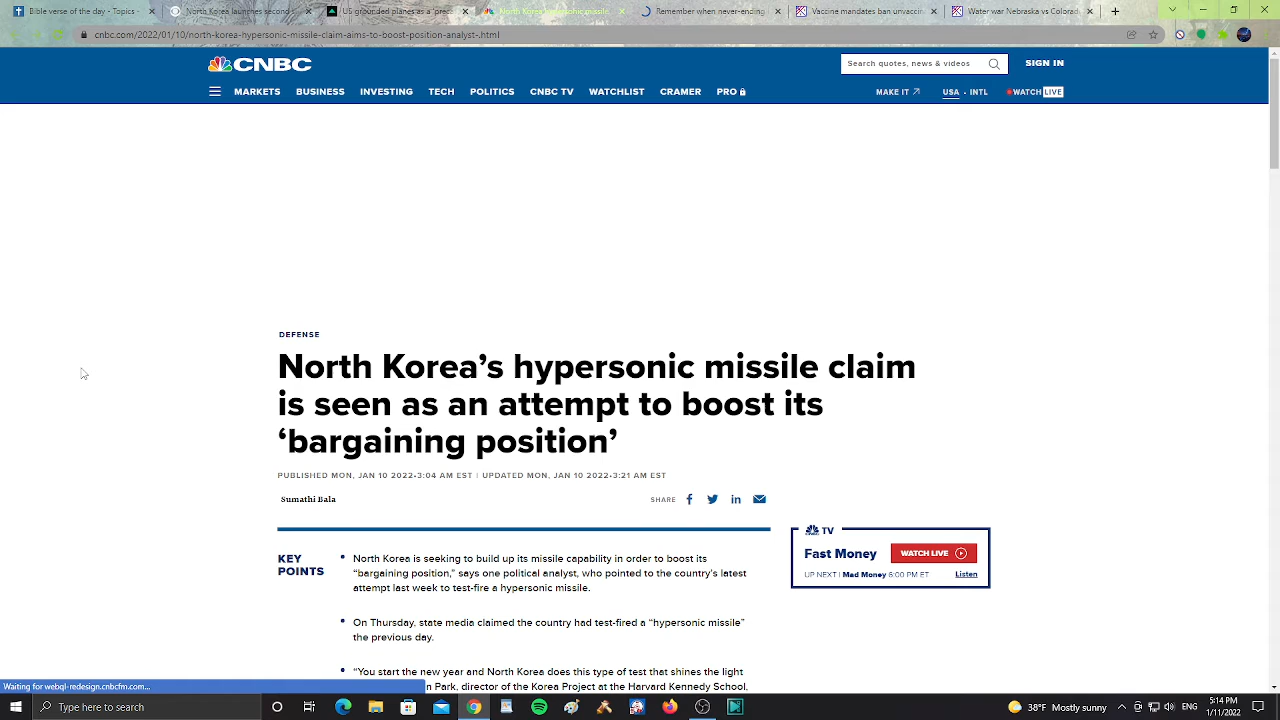 Bible verse of the day - Topics -
North Korea launches second s
US grounded planes as a 'preca
North Korea hypersonic missile
Remember when never-ending
Vaccine mandates ban unvaccin
Water war Nebraska vs Colorad
cnbc.com/2022/01/10/north-korea-hypersonic-missile-claim-aims-to-boost-position-analyst-.html
CNBC
Search quotes, news & videos
SIGN IN
MARKETS BUSINESS INVESTING TECH POLITICS CNBC TV WATCHLIST CRAMER PRO
MAKE IT USA • INTL WATCH LIVE
DEFENSE
North Korea's hypersonic missile claim
is seen as an attempt to boost its
'bargaining position'
PUBLISHED MON, JAN 10 2022•3:04 AM EST | UPDATED MON, JAN 10 2022•3:21 AM EST
Sumathi Bala
SHARE
TV
Fast Money
WATCH LIVE
UP NEXT | Mad Money 6:00 PM ET
Listen
KEY
POINTS
North Korea is seeking to build up its missile capability in order to boost its
"bargaining position," says one political analyst, who pointed to the country's latest
attempt last week to test-fire a hypersonic missile.
On Thursday, state media claimed the country had test-fired a "hypersonic missile"
the previous day.
"You start the new year and North Korea does this type of test that shines the light
n Park, director of the Korea Project at the Harvard Kennedy School.
Waiting for webql-redesign.cnbcfm.com...
Type here to search
38°F Mostly sunny
5:14 PM
1/11/2022